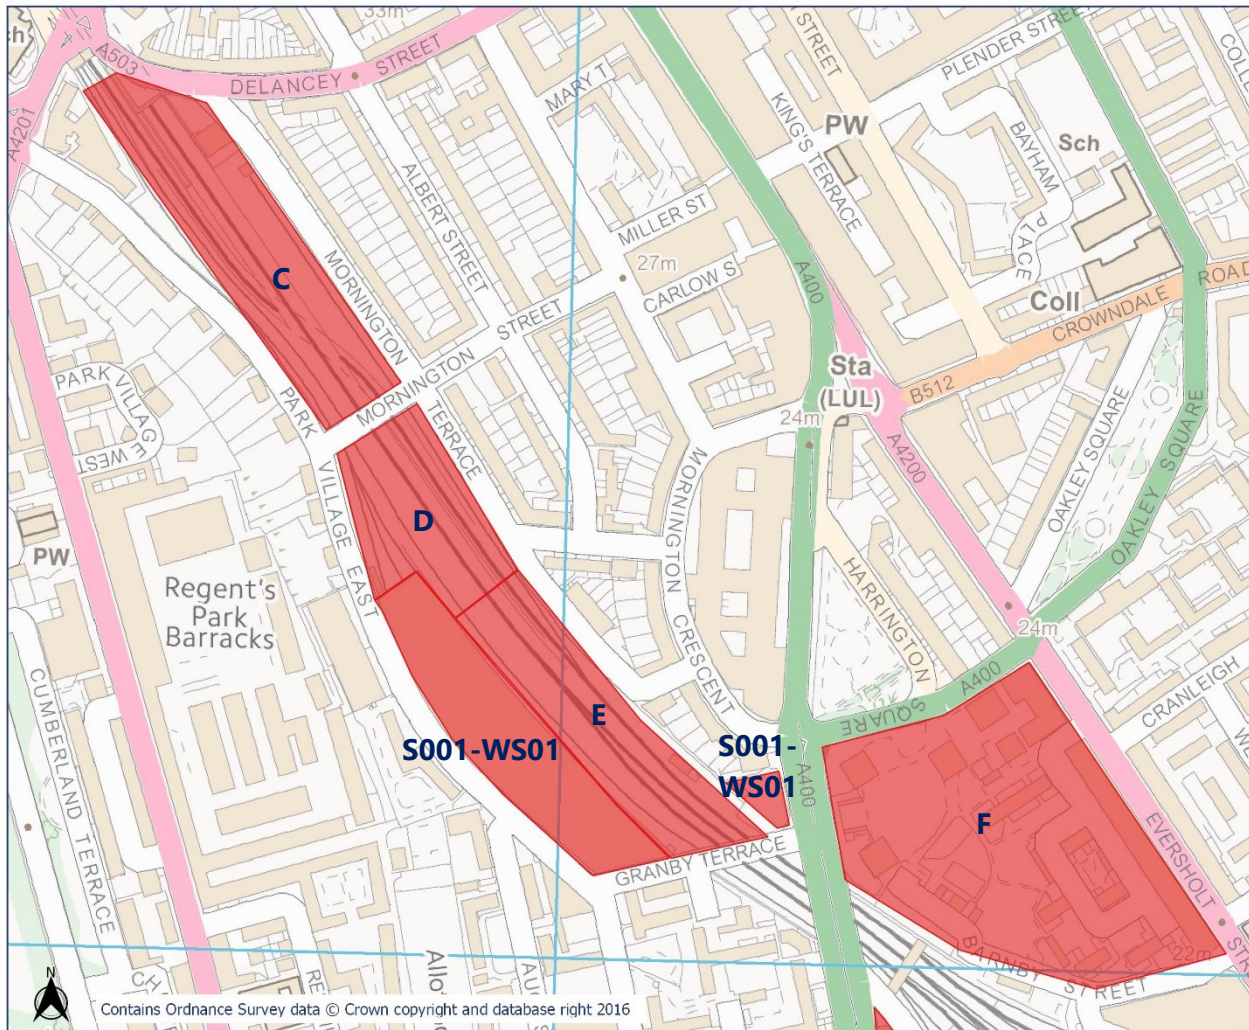 33m
A503
DELANCEY STREET
A4201
MARY T
KING'S TERRACE
STREET
PLENDER STREET
PW
BAYHAM PLACE
Sch
ALBERT STREET
MILLER ST
27m
CARLOW S
A400
Coll
CROWNDALE ROAD
B512
C
MORNINGTON TERRACE
MORNINGTON STREET
PARK VILLAGE WEST
PARK VILLAGE EAST
Sta
(LUL)
24m
A4200
OAKLEY SQUARE
OAKLEY SQUARE
D
MORNINGTON CRESCENT
HARRINGTON SQUARE
PW
Regent's
Park
Barracks
24m
A400
CRANLEIGH
CUMBERLAND TERRACE
E
S001-WS01
S001-
WS01
A400
F
EVERSHOLT ST
GRANBY TERRACE
BARNBY STREET
22m
N
Contains Ordnance Survey data © Crown copyright and database right 2016